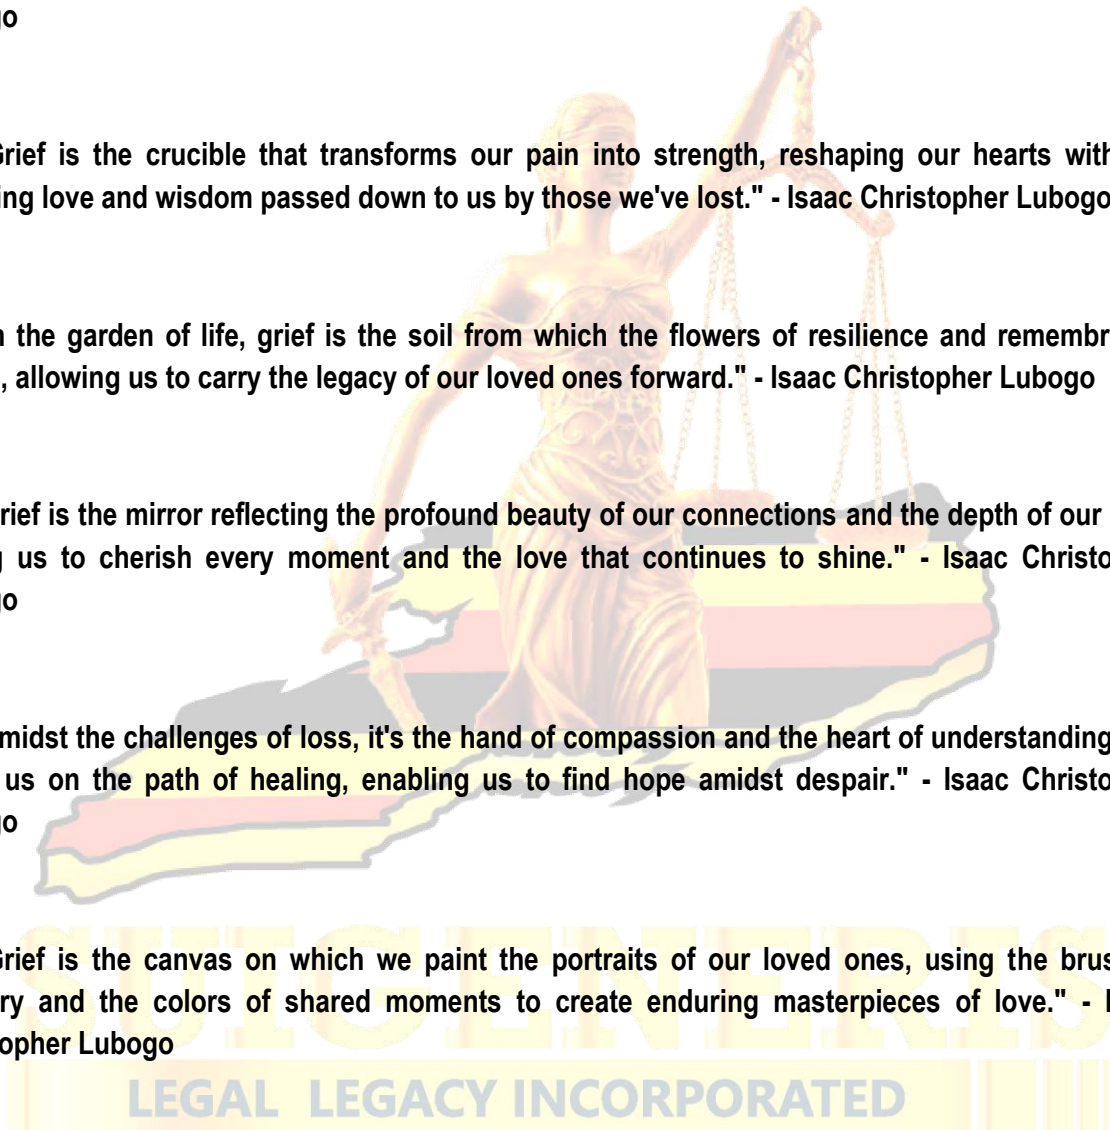 go
Grief is the crucible that transforms our pain into strength, reshaping our hearts with
ing love and wisdom passed down to us by those we've lost." - Isaac Christopher Lubogo
n the garden of life, grief is the soil from which the flowers of resilience and remembr
, allowing us to carry the legacy of our loved ones forward." - Isaac Christopher Lubogo
rief is the mirror reflecting the profound beauty of our connections and the depth of our
g us to cherish every moment and the love that continues to shine." - Isaac Christo
go
midst the challenges of loss, it's the hand of compassion and the heart of understanding
us on the path of healing, enabling us to find hope amidst despair." - Isaac Christo
go
Grief is the canvas on which we paint the portraits of our loved ones, using the brus
ry and the colors of shared moments to create enduring masterpieces of love." - I
topher Lubogo
SUIGENERIS
LEGAL LEGACY INCORPORATED